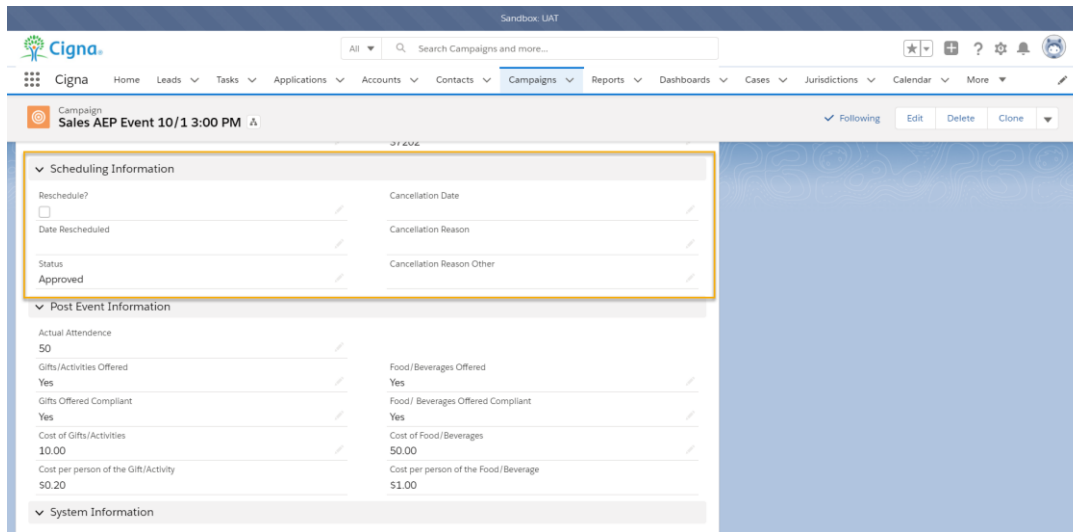 Sandbox: UAT
Cigna.
All Search Campaigns and more...
Cigna Home Leads Tasks Applications Accounts Contacts Campaigns Reports Dashboards Cases Jurisdictions Calendar More
Campaign
Sales AEP Event 10/1 3:00 PM
Following Edit Delete Clone
37202
Scheduling Information
Reschedule? Cancellation Date
Date Rescheduled Cancellation Reason
Status Cancellation Reason Other
Approved
Post Event Information
Actual Attendence
50
Gifts/Activities Offered Food/Beverages Offered
Yes Yes
Gifts Offered Compliant Food/ Beverages Offered Compliant
Yes Yes
Cost of Gifts/Activities Cost of Food/Beverages
10.00 50.00
Cost per person of the Gift/Activity Cost per person of the Food/Beverage
$0.20 $1.00
System Information